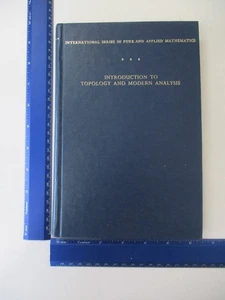 INTERNATIONAL SERIES IN PURE AND APPLIED MATHEMATICS
INTRODUCTION TO
TOPOLOGY AND MODERN ANALYSIS